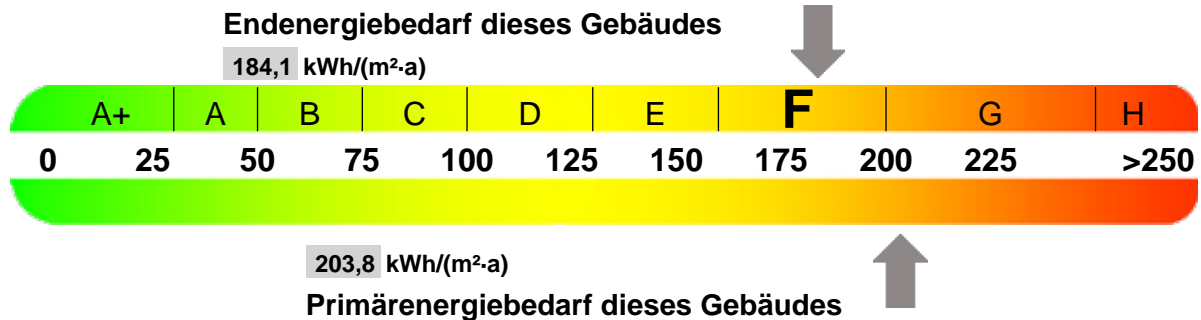 Endenergiebedarf dieses Gebäudes
184,1 kWh/(m²·a)
A+ A B C D E F G H
0 25 50 75 100 125 150 175 200 225 >250
203,8 kWh/(m²·a)
Primärenergiebedarf dieses Gebäudes